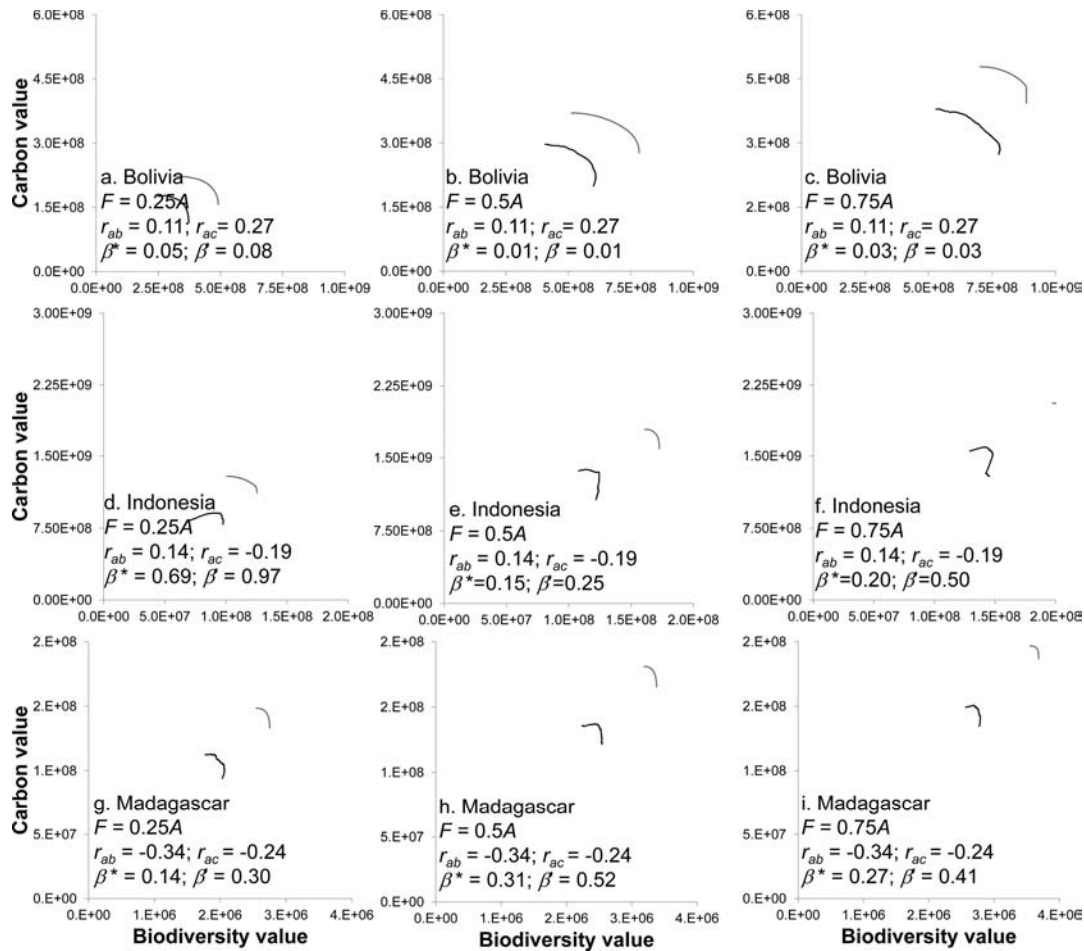 6.0E+08
4.5E+08
3.0E+08
1.5E+08
0.0E+00
Carbon value
a. Bolivia
F = 0.25A
r_ab = 0.11; r_ac = 0.27
β* = 0.05; β' = 0.08
0.0E+00 2.5E+08 5.0E+08 7.5E+08 1.0E+09
6.0E+08
4.5E+08
3.0E+08
1.5E+08
0.0E+00
b. Bolivia
F = 0.5A
r_ab = 0.11; r_ac = 0.27
β* = 0.01; β' = 0.01
0.0E+00 2.5E+08 5.0E+08 7.5E+08 1.0E+09
6.E+08
5.E+08
3.E+08
2.E+08
0.E+00
c. Bolivia
F = 0.75A
r_ab = 0.11; r_ac = 0.27
β* = 0.03; β' = 0.03
0.0E+00 2.5E+08 5.0E+08 7.5E+08 1.0E+09
3.00E+09
2.25E+09
1.50E+09
7.50E+08
0.00E+00
Carbon value
d. Indonesia
F = 0.25A
r_ab = 0.14; r_ac = -0.19
β* = 0.69; β' = 0.97
0.0E+00 5.0E+07 1.0E+08 1.5E+08 2.0E+08
3.00E+09
2.25E+09
1.50E+09
7.50E+08
0.00E+00
e. Indonesia
F = 0.5A
r_ab = 0.14; r_ac = -0.19
β*=0.15; β'=0.25
0.0E+00 5.0E+07 1.0E+08 1.5E+08 2.0E+08
3.00E+09
2.25E+09
1.50E+09
7.50E+08
0.00E+00
f. Indonesia
F = 0.75A
r_ab = 0.14; r_ac = -0.19
β*=0.20; β'=0.50
0.0E+00 5.0E+07 1.0E+08 1.5E+08 2.0E+08
2.E+08
2.E+08
1.E+08
5.E+07
0.E+00
Carbon value
g. Madagascar
F = 0.25A
r_ab = -0.34; r_ac = -0.24
β* = 0.14; β' = 0.30
0.E+00 1.E+06 2.E+06 3.E+06 4.E+06
Biodiversity value
2.E+08
2.E+08
1.E+08
5.E+07
0.E+00
h. Madagascar
F = 0.5A
r_ab = -0.34; r_ac = -0.24
β* = 0.31; β' = 0.52
0.E+00 1.E+06 2.E+06 3.E+06 4.E+06
Biodiversity value
2.E+08
2.E+08
1.E+08
5.E+07
0.E+00
i. Madagascar
F = 0.75A
r_ab = -0.34; r_ac = -0.24
β* = 0.27; β' = 0.41
0.E+00 1.E+06 2.E+06 3.E+06 4.E+06
Biodiversity value